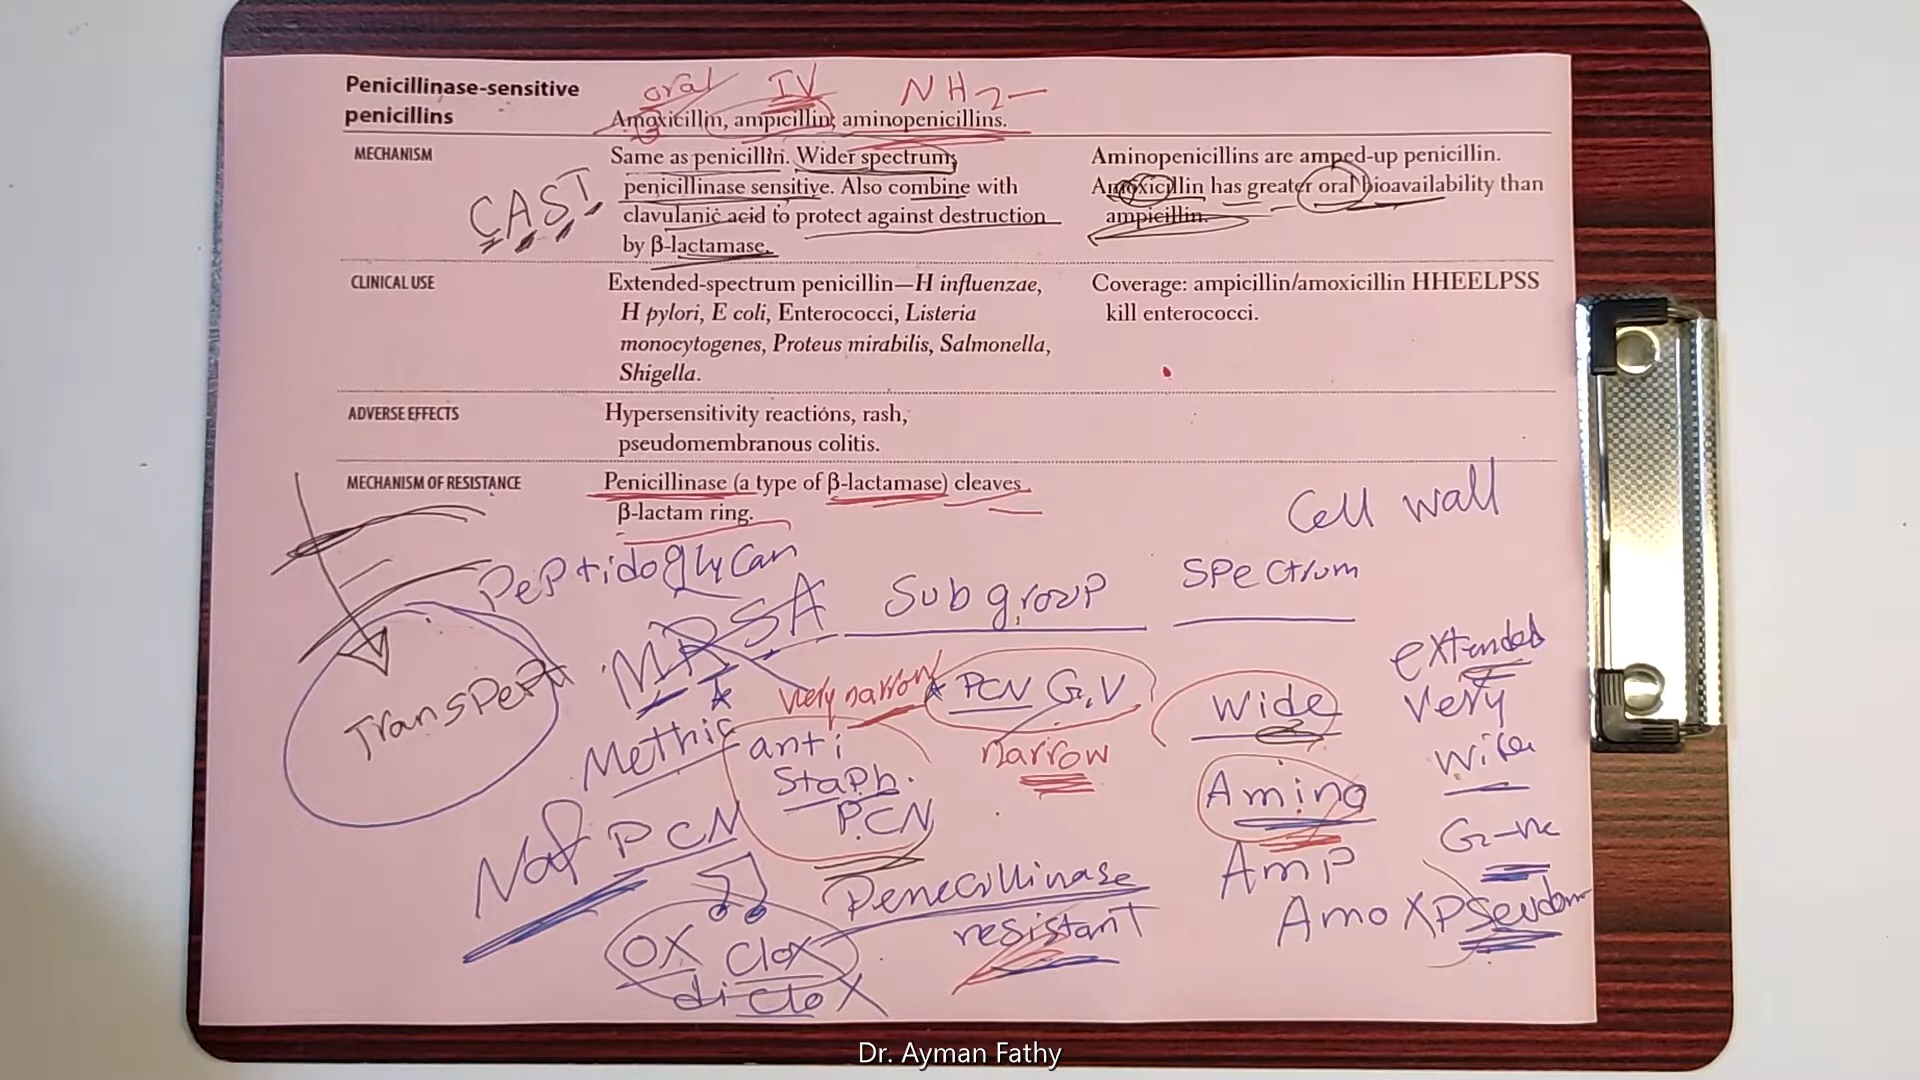 Penicillinase-sensitive
penicillins
oral IV NH2-
Amoxicillin, ampicillin; aminopenicillins.
MECHANISM
CAST
Same as penicillin. Wider spectrum;
penicillinase sensitive. Also combine with
clavulanic acid to protect against destruction
by β-lactamase.
Aminopenicillins are amped-up penicillin.
Amoxicillin has greater oral bioavailability than
ampicillin.
CLINICAL USE
Extended-spectrum penicillin—H influenzae,
H pylori, E coli, Enterococci, Listeria
monocytogenes, Proteus mirabilis, Salmonella,
Shigella.
Coverage: ampicillin/amoxicillin HHEELPSS
kill enterococci.
ADVERSE EFFECTS
Hypersensitivity reactions, rash,
pseudomembranous colitis.
MECHANISM OF RESISTANCE
Penicillinase (a type of β-lactamase) cleaves
β-lactam ring.
Cell wall
Peptidoglycan
Transpept
MRSA
Methic
Naf PCN
OX Clox
diclox
Subgroup
very narrow
PCN G,V
narrow
anti
Staph.
PCN
Penecillinase
resistant
Spectrum
Wide
Amino
Amp
Amox
extended
very
G-ve
Pseudom
Dr. Ayman Fathy